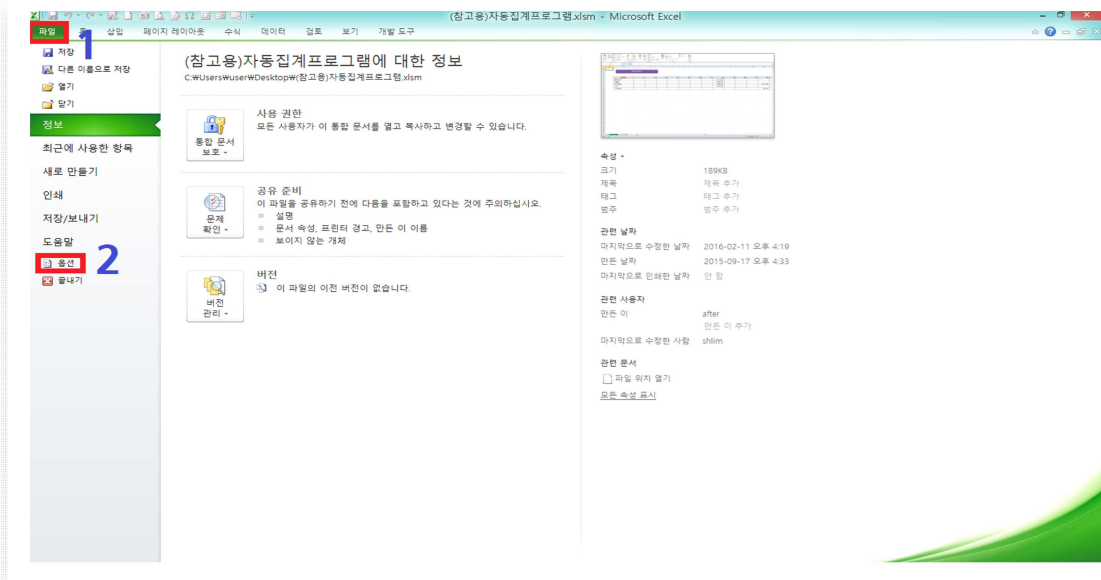 (참고용)자동집계프로그램.xlsm - Microsoft Excel
파일 홈 삽입 페이지 레이아웃 수식 데이터 검토 보기 개발 도구
1
저장
다른 이름으로 저장
열기
닫기
정보
최근에 사용한 항목
새로 만들기
인쇄
저장/보내기
도움말
옵션
2
끝내기
(참고용)자동집계프로그램에 대한 정보
C:₩Users₩user₩Desktop₩(참고용)자동집계프로그램.xlsm
통합 문서
보호
사용 권한
모든 사용자가 이 통합 문서를 열고 복사하고 변경할 수 있습니다.
문제
확인
공유 준비
이 파일을 공유하기 전에 다음을 포함하고 있다는 것에 주의하십시오.
설명
문서 속성, 프린터 경고, 만든 이 이름
보이지 않는 개체
버전
관리
버전
이 파일의 이전 버전이 없습니다.
속성
크기 189KB
제목 제목 추가
태그 태그 추가
범주 범주 추가
관련 날짜
마지막으로 수정한 날짜 2016-02-11 오후 4:19
만든 날짜 2015-09-17 오후 4:33
마지막으로 인쇄한 날짜 안 함
관련 사용자
만든 이 after
만든 이 추가
마지막으로 수정한 사람 shlim
관련 문서
파일 위치 열기
모든 속성 표시